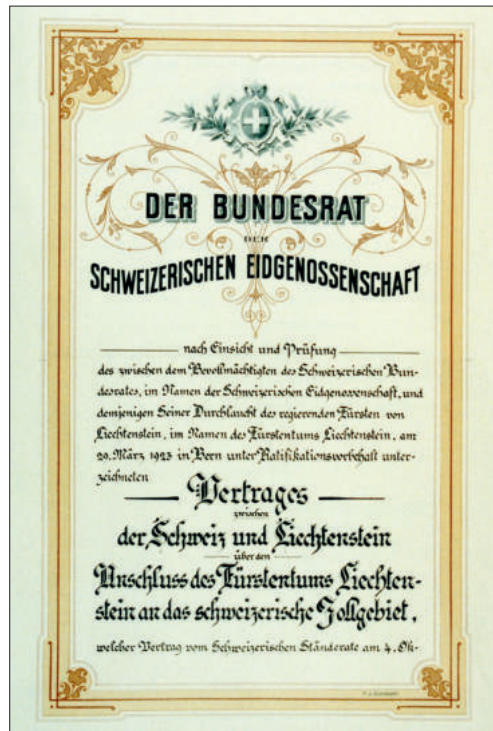 DER BUNDESRAT
DER
SCHWEIZERISCHEN EIDGENOSSENSCHAFT
nach Einsicht und Prüfung
des zwischen dem Bevollmächtigten des Schweizerischen Bun-
desrates, im Namen der Schweizerischen Eidgenossenschaft, und
demjenigen Seiner Durchlaucht des regierenden Fürsten von
Liechtenstein, im Namen des Fürstentums Liechtenstein, am
29. März 1923 in Bern unter Ratifikationsvorbehalt unter-
zeichneten
Vertrages
zwischen
der Schweiz und Liechtenstein
über den
Anschluss des Fürstentums Liechten-
stein an das schweizerische Zollgebiet,
welcher Vertrag vom Schweizerischen Ständerate am 4. Ok-